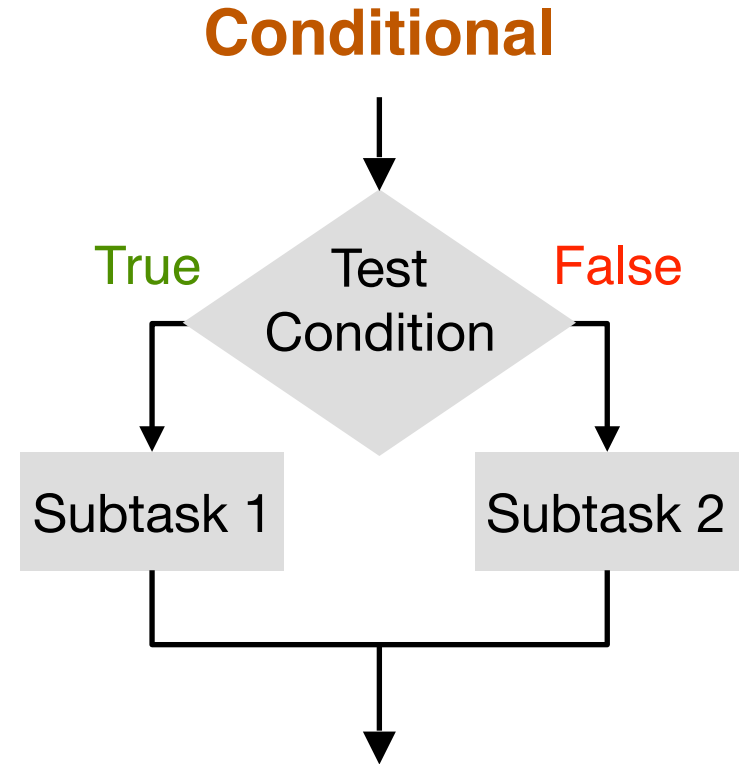 Conditional
True
Test
Condition
False
Subtask 1
Subtask 2